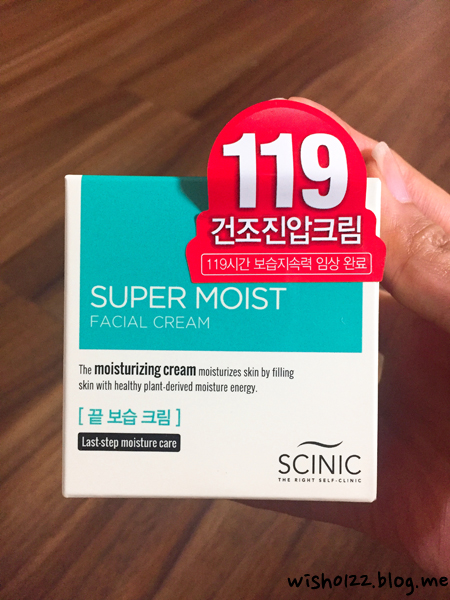 119
건조진압크림
119시간 보습지속력 임상 완료
SUPER MOIST
FACIAL CREAM
The moisturizing cream moisturizes skin by filling
skin with healthy plant-derived moisture energy.
[ 끝 보습 크림 ]
Last-step moisture care
SCINIC
THE RIGHT SELF-CLINIC
wish0122.blog.me